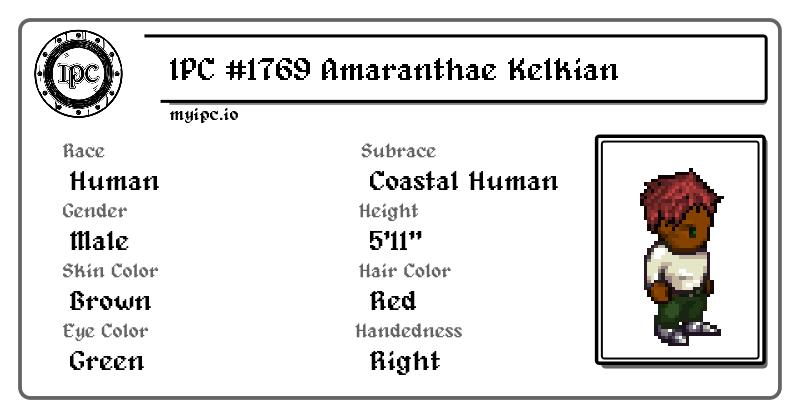 IPC
IPC #1769 Amaranthae Kelkian
myipc.io
Race
Subrace
Human
Coastal Human
Gender
Height
Male
5'11"
Skin Color
Hair Color
Brown
Red
Eye Color
Handedness
Green
Right